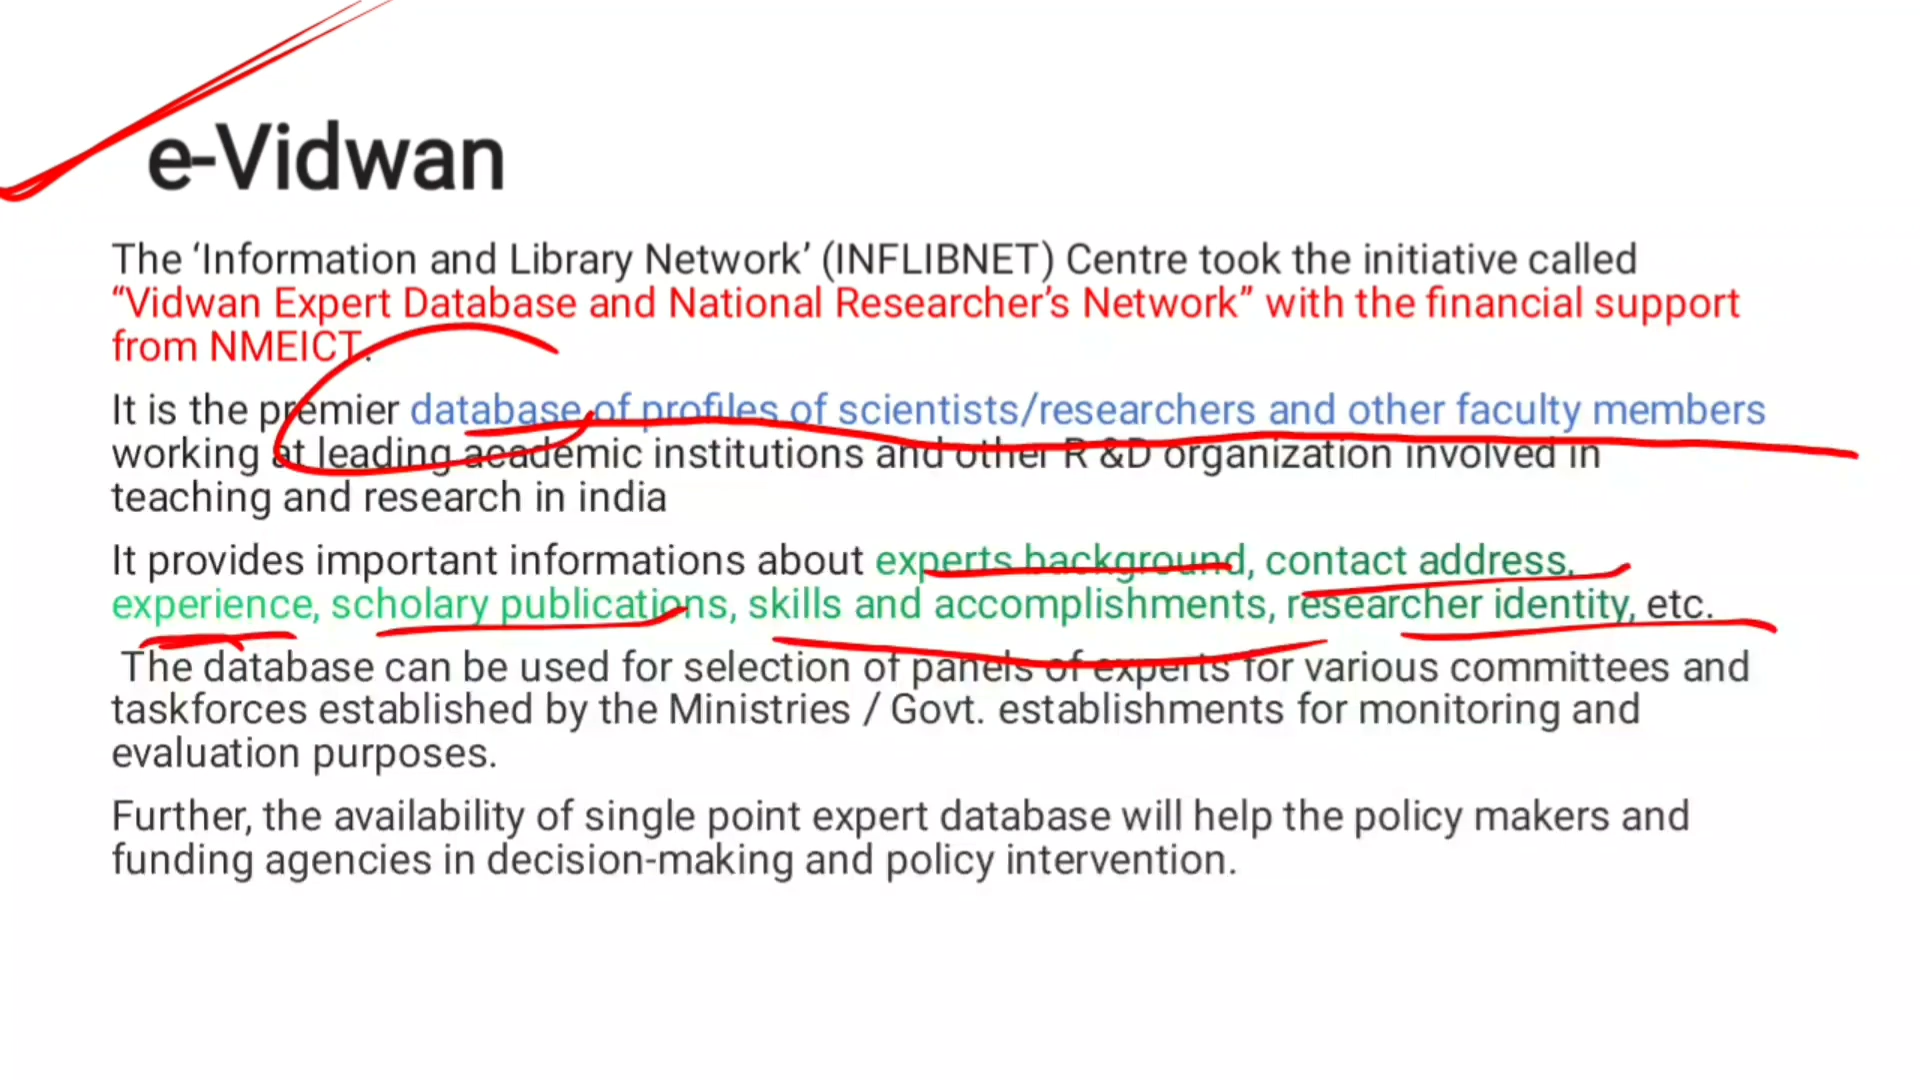 e-Vidwan
The ‘Information and Library Network’ (INFLIBNET) Centre took the initiative called
“Vidwan Expert Database and National Researcher’s Network” with the financial support
from NMEICT.
It is the premier database of profiles of scientists/researchers and other faculty members
working at leading academic institutions and other R &D organization involved in
teaching and research in india
It provides important informations about experts background, contact address,
experience, scholary publications, skills and accomplishments, researcher identity, etc.
The database can be used for selection of panels of experts for various committees and
taskforces established by the Ministries / Govt. establishments for monitoring and
evaluation purposes.
Further, the availability of single point expert database will help the policy makers and
funding agencies in decision-making and policy intervention.